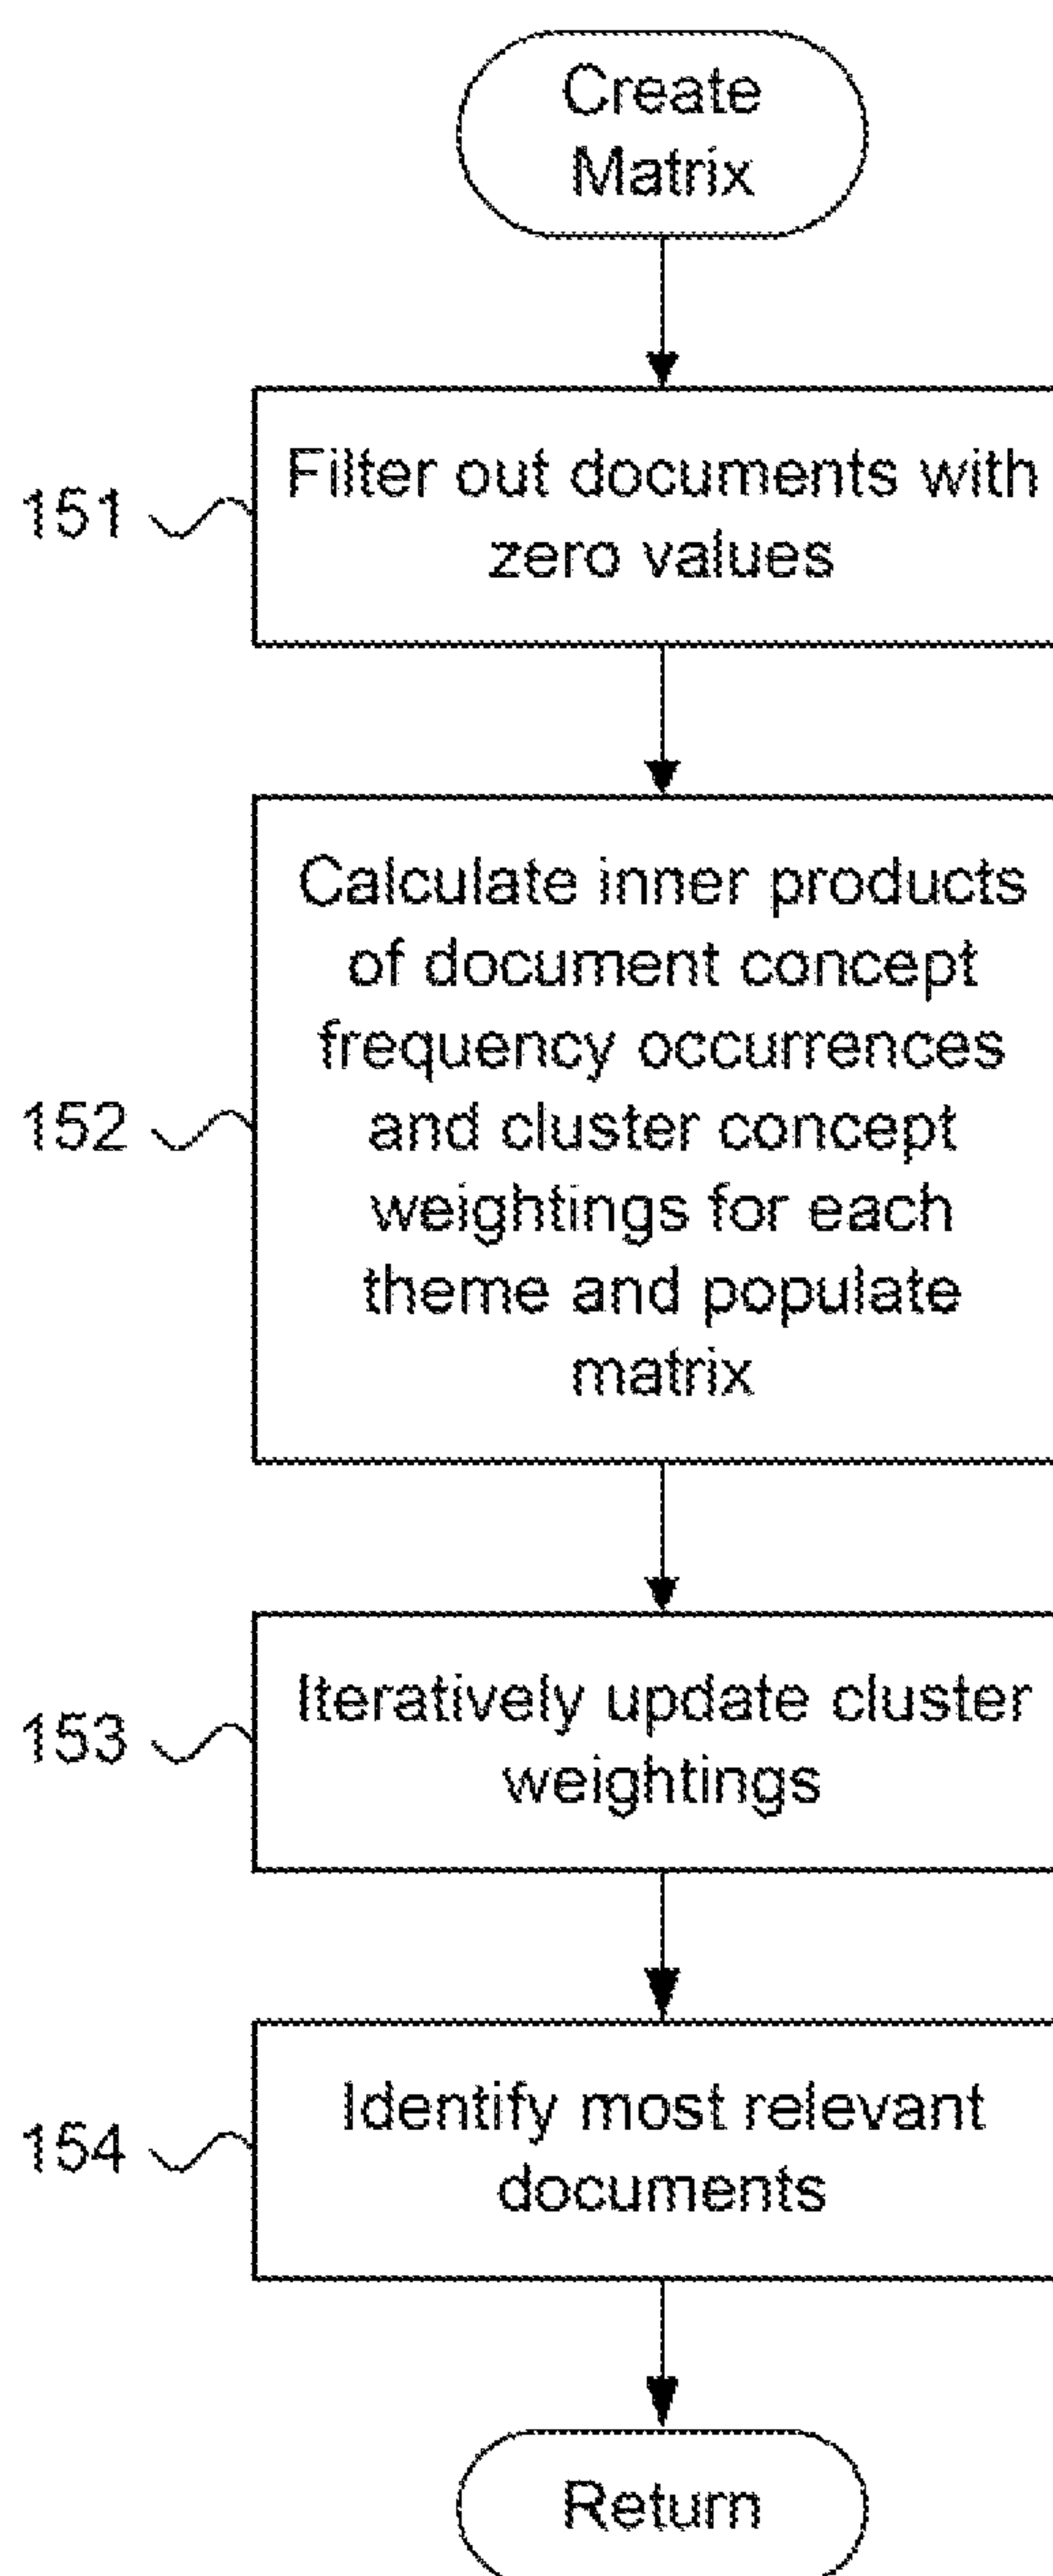 Create
Matrix
151
Filter out documents with
zero values
152
Calculate inner products
of document concept
frequency occurrences
and cluster concept
weightings for each
theme and populate
matrix
153
Iteratively update cluster
weightings
154
Identify most relevant
documents
Return